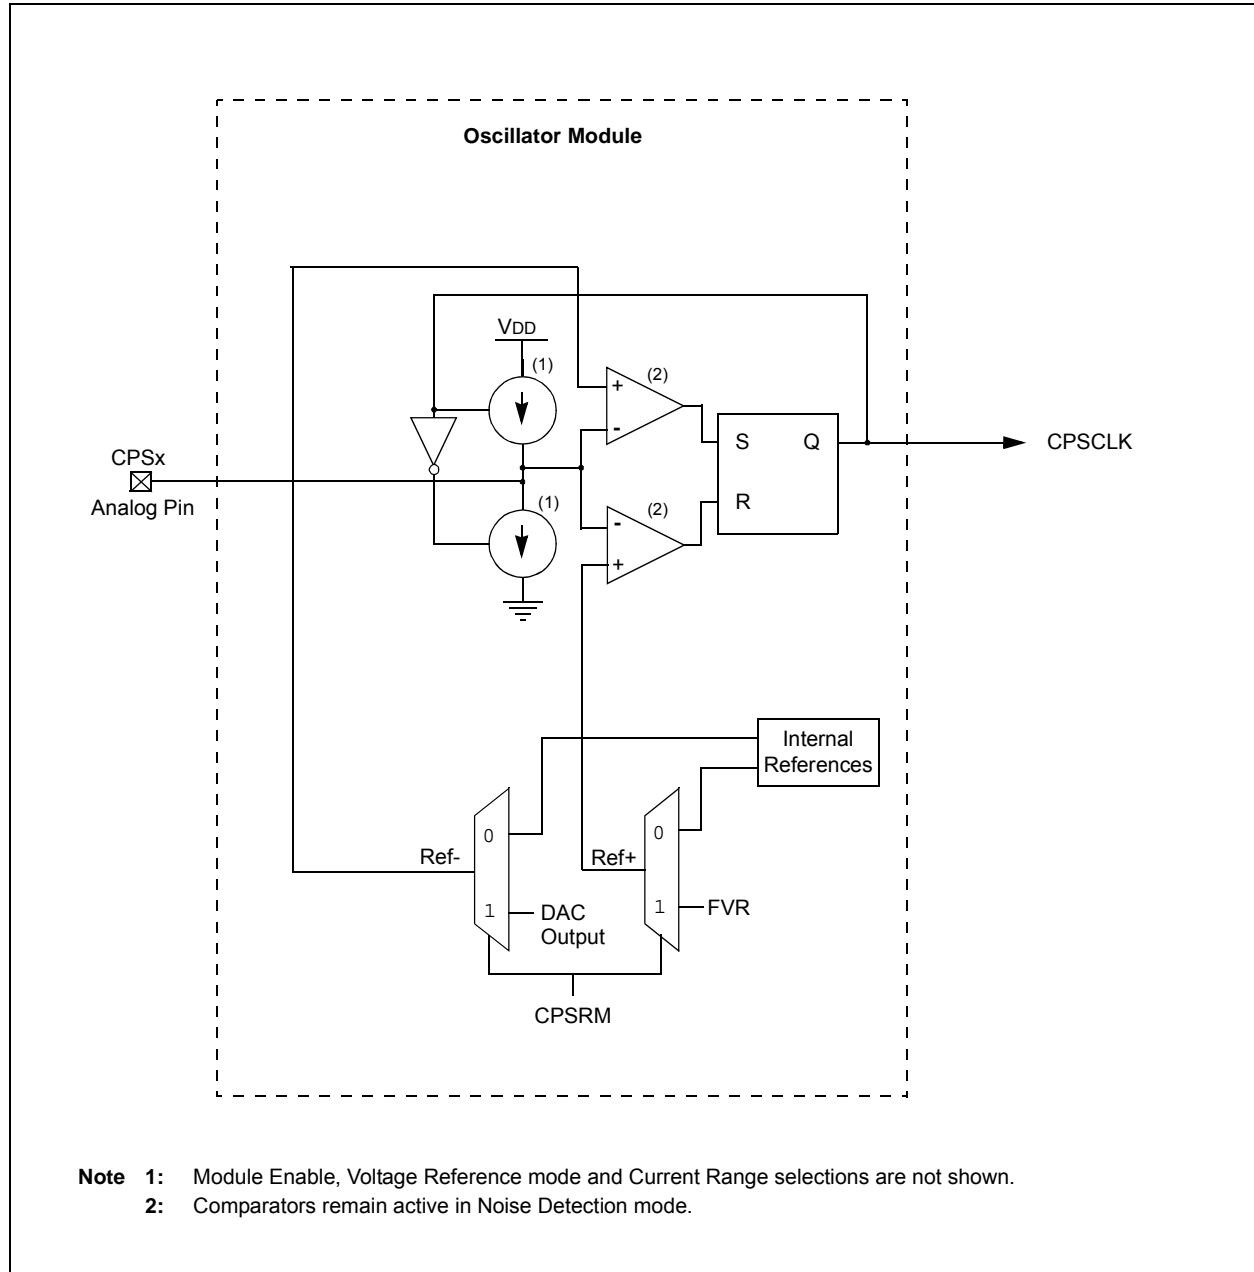 Oscillator Module
VDD
(1)
(2)
+
-
S Q
CPSCLK
CPSx
Analog Pin
(1)
(2)
R
-
+
Internal
References
0
0
Ref-
Ref+
1
DAC
Output
1
FVR
CPSRM
Note 1: Module Enable, Voltage Reference mode and Current Range selections are not shown.
2: Comparators remain active in Noise Detection mode.